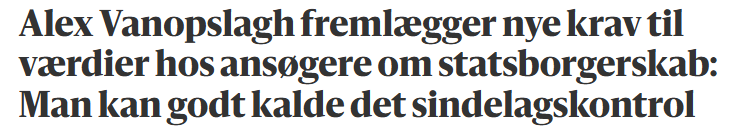 Alex Vanopslagh fremlægger nye krav til
værdier hos ansøgere om statsborgerskab:
Man kan godt kalde det sindelagskontrol